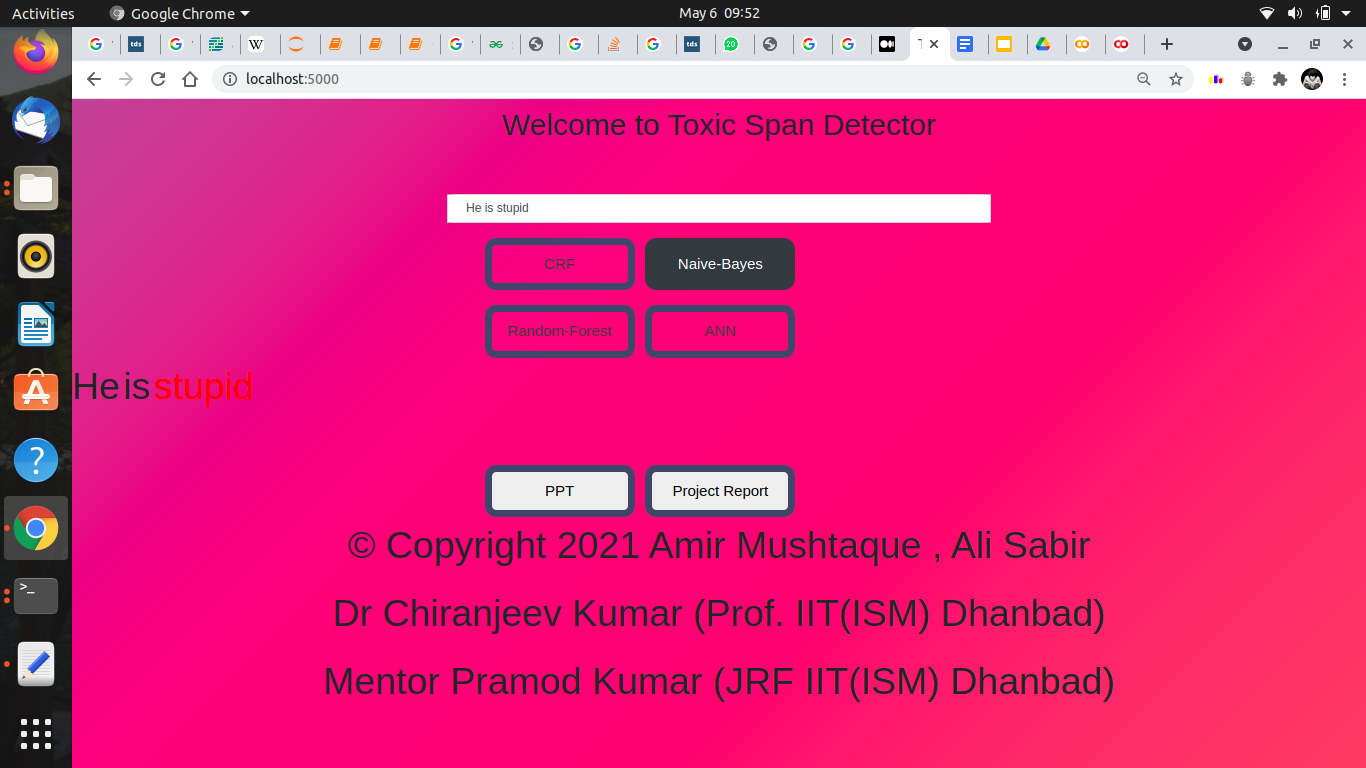 Activities Google Chrome May 6 09:52
tds W tds 20 T
localhost:5000
Welcome to Toxic Span Detector
He is stupid
CRF Naive-Bayes
Random-Forest ANN
He is stupid
PPT Project Report
© Copyright 2021 Amir Mushtaque , Ali Sabir
Dr Chiranjeev Kumar (Prof. IIT(ISM) Dhanbad)
Mentor Pramod Kumar (JRF IIT(ISM) Dhanbad)